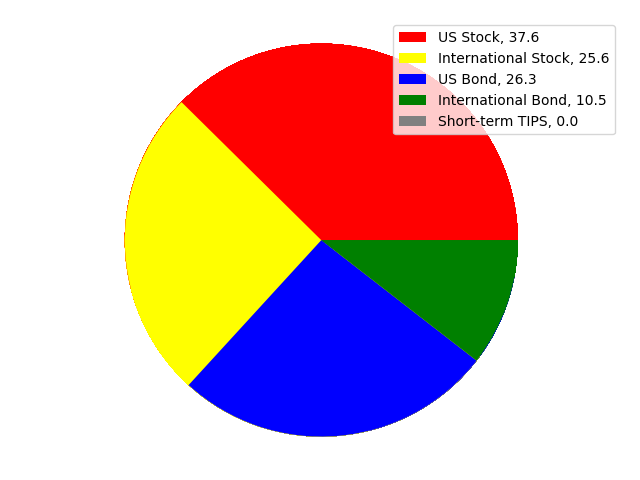 US Stock, 37.6
International Stock, 25.6
US Bond, 26.3
International Bond, 10.5
Short-term TIPS, 0.0